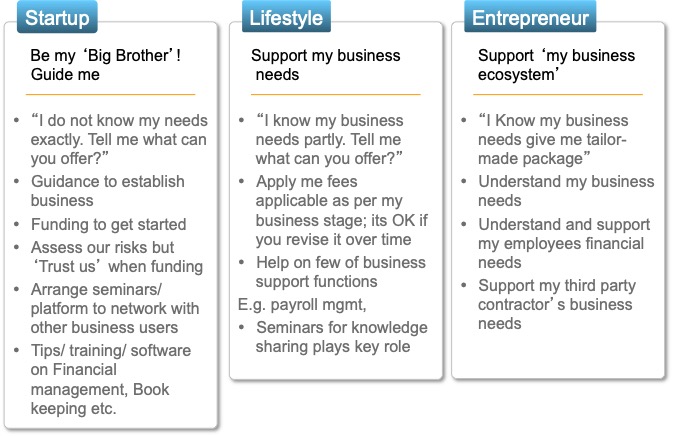 Startup
Be my ‘Big Brother’!
Guide me
• “I do not know my needs
exactly. Tell me what can
you offer?”
• Guidance to establish
business
• Funding to get started
• Assess our risks but
‘Trust us’ when funding
• Arrange seminars/
platform to network with
other business users
• Tips/ training/ software
on Financial
management, Book
keeping etc.
Lifestyle
Support my business
needs
• “I know my business
needs partly. Tell me
what can you offer?”
• Apply me fees
applicable as per my
business stage; its OK if
you revise it over time
• Help on few of business
support functions
E.g. payroll mgmt,
• Seminars for knowledge
sharing plays key role
Entrepreneur
Support ‘my business
ecosystem’
• “I Know my business
needs give me tailor-
made package”
• Understand my business
needs
• Understand and support
my employees financial
needs
• Support my third party
contractor’s business
needs